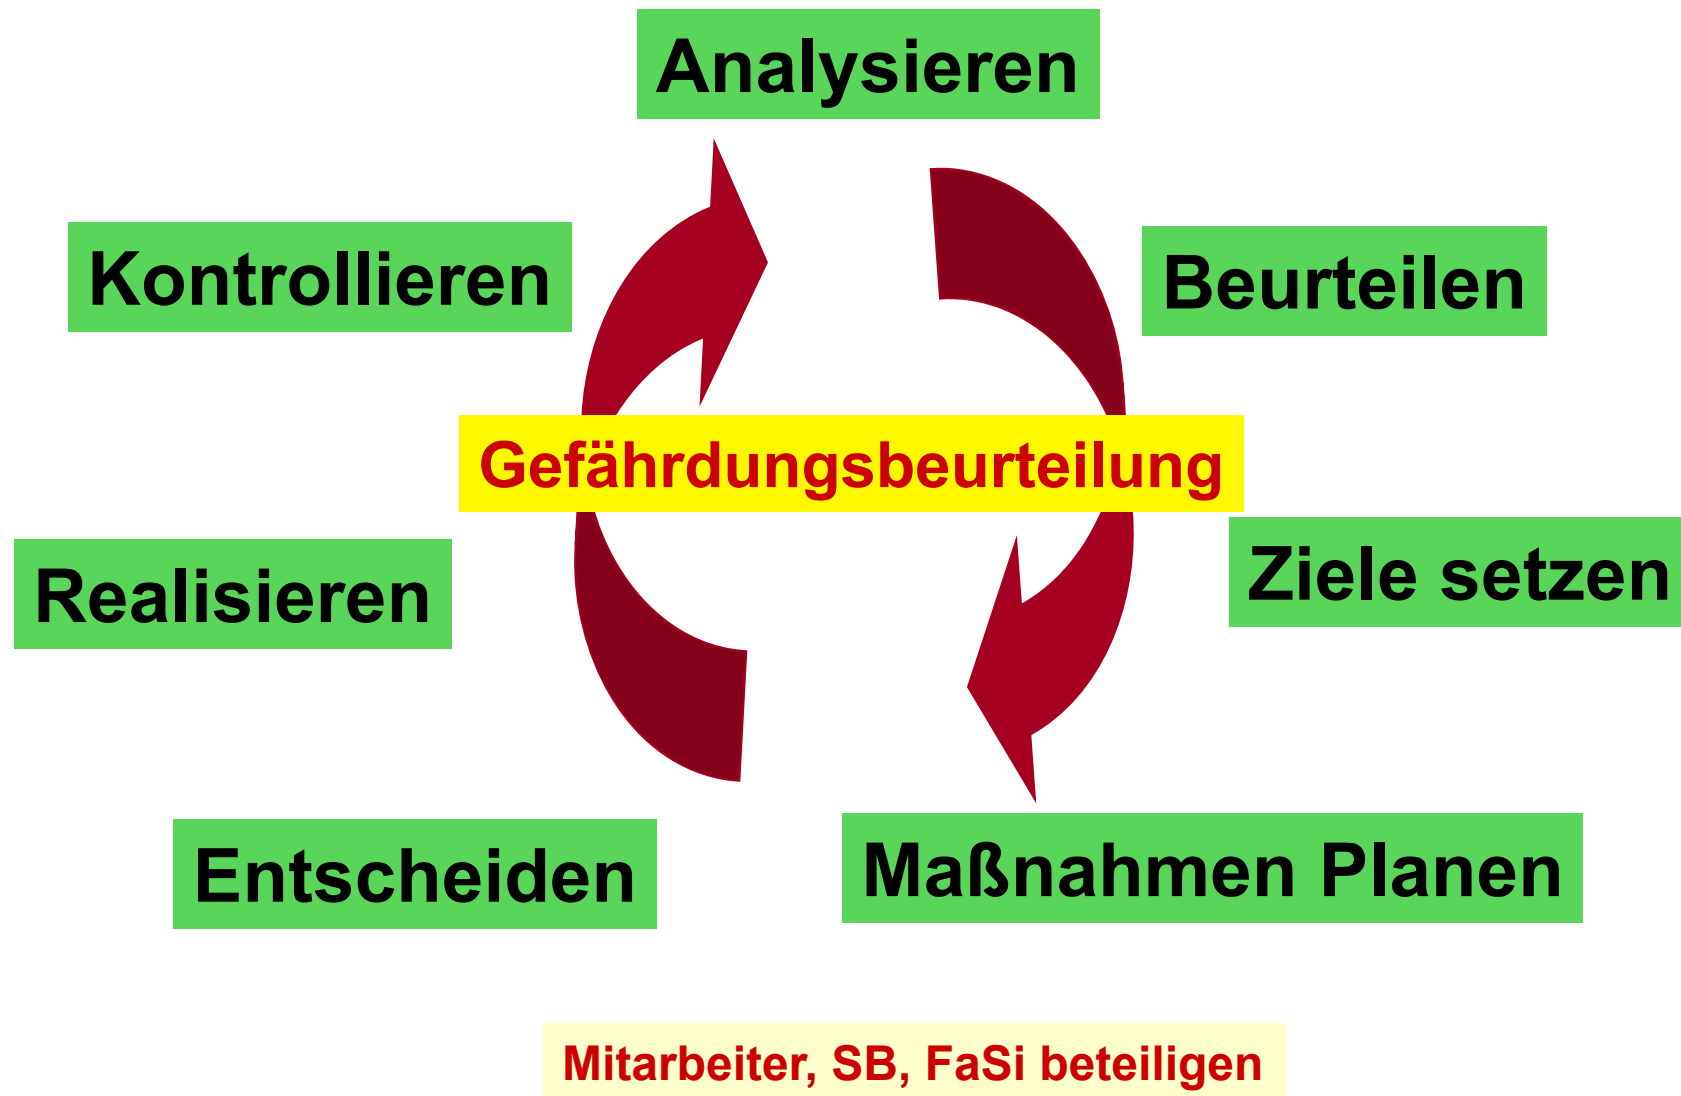 Analysieren
Kontrollieren
Beurteilen
Gefährdungsbeurteilung
Ziele setzen
Realisieren
Maßnahmen Planen
Entscheiden
Mitarbeiter, SB, FaSi beteiligen